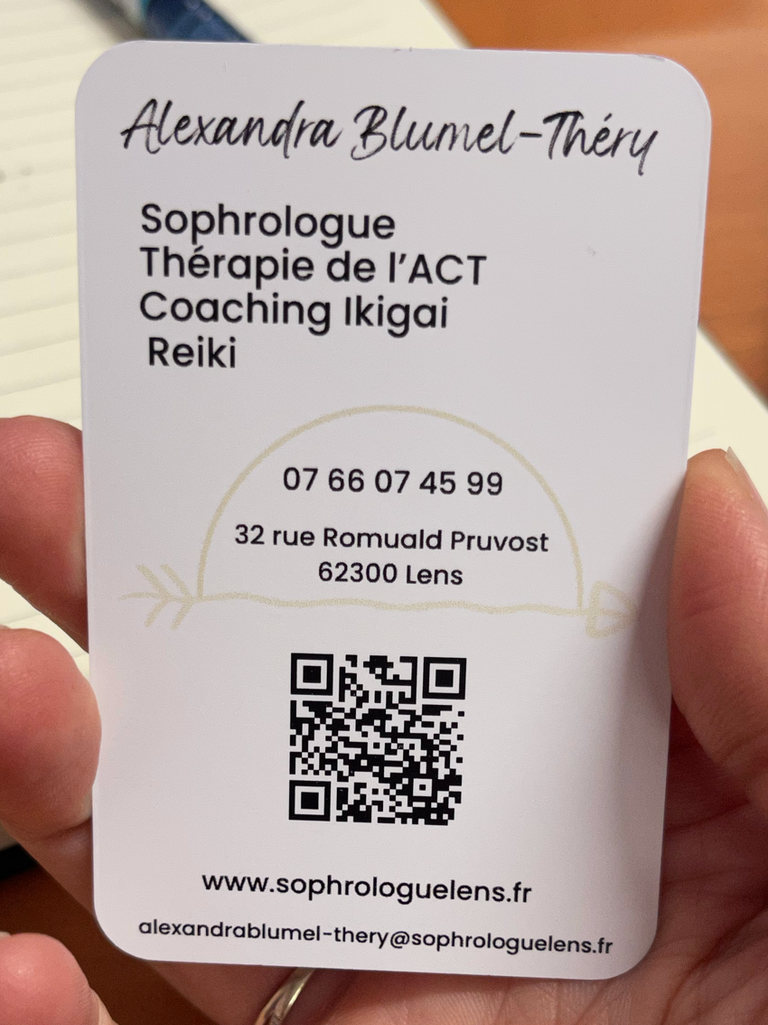 Alexandra Blumel-Théry
Sophrologue
Thérapie de l'ACT
Coaching Ikigai
Reiki
07 66 07 45 99
32 rue Romuald Pruvost
62300 Lens
www.sophrologuelens.fr
alexandrablumel-thery@sophrologuelens.fr